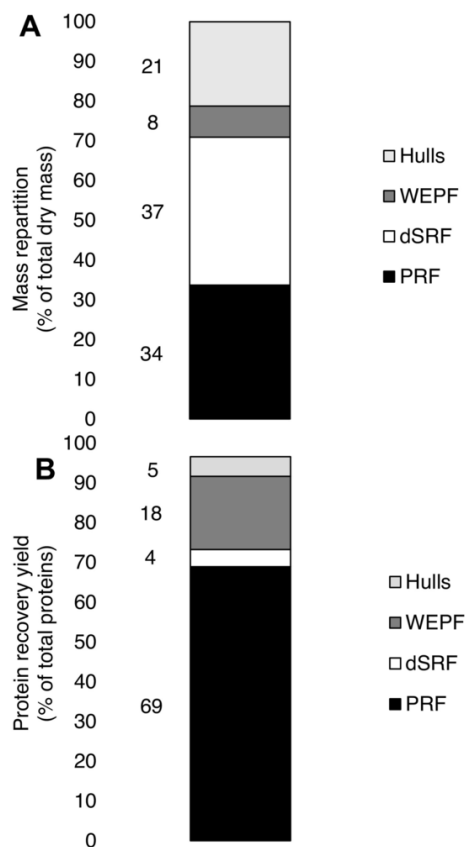 A
Mass repartition
(% of total dry mass)
100
90
80
70
60
50
40
30
20
10
0
21
8
37
34
Hulls
WEPF
dSRF
PRF
B
Protein recovery yield
(% of total proteins)
100
90
80
70
60
50
40
30
20
10
0
5
18
4
69
Hulls
WEPF
dSRF
PRF